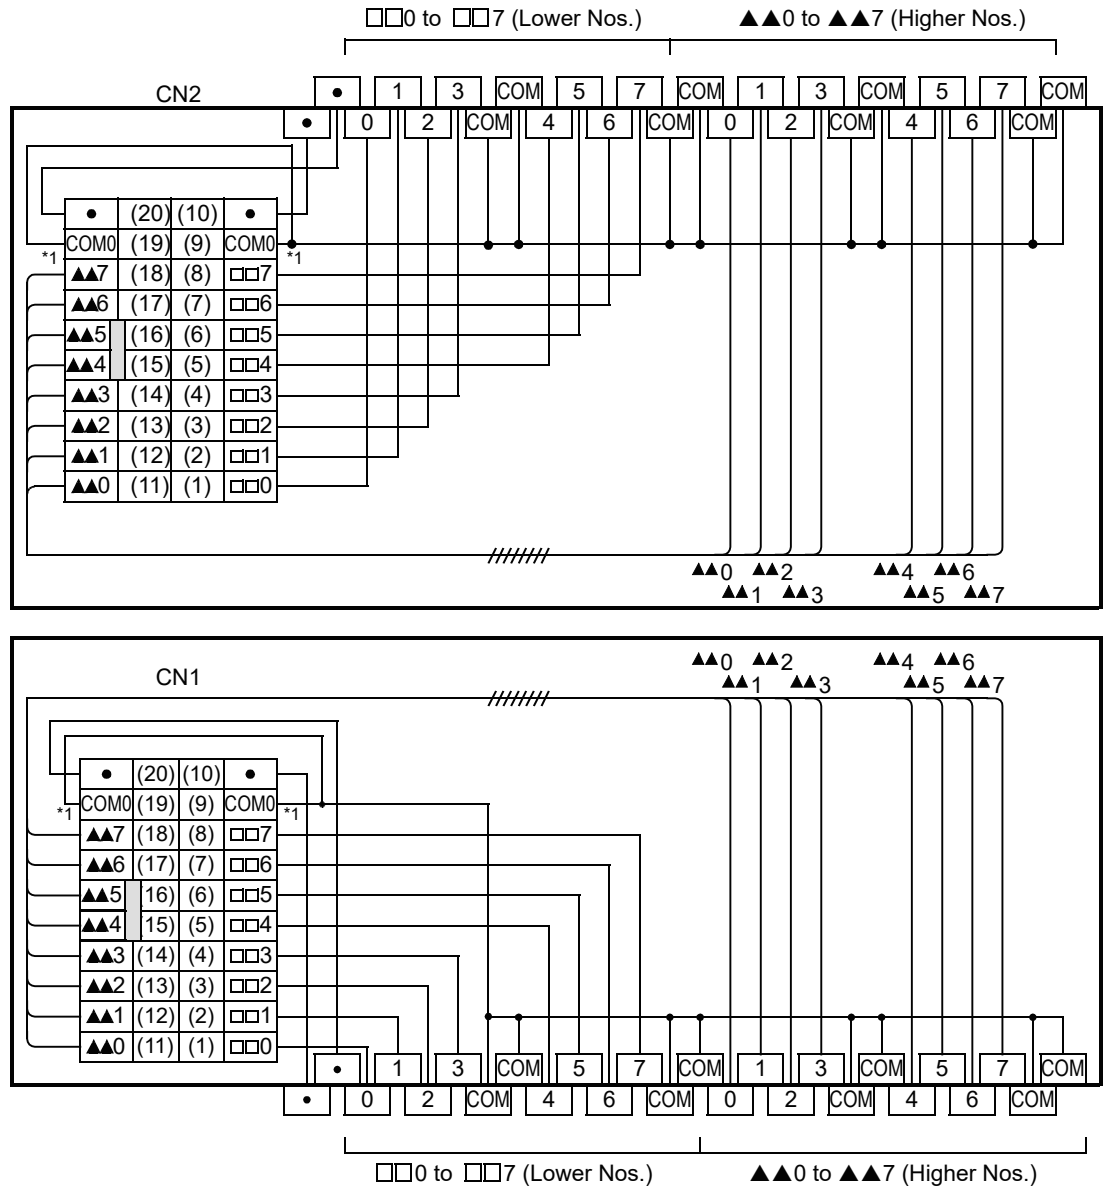 □□0 to □□7 (Lower Nos.) ▲▲0 to ▲▲7 (Higher Nos.)
CN2
• 1 3 COM 5 7 COM 1 3 COM 5 7 COM
• 0 2 COM 4 6 COM 0 2 COM 4 6 COM
• (20) (10) •
COM0 (19) (9) COM0
*1 *1
▲▲7 (18) (8) □□7
▲▲6 (17) (7) □□6
▲▲5 (16) (6) □□5
▲▲4 (15) (5) □□4
▲▲3 (14) (4) □□3
▲▲2 (13) (3) □□2
▲▲1 (12) (2) □□1
▲▲0 (11) (1) □□0
▲▲0 ▲▲2 ▲▲4 ▲▲6
▲▲1 ▲▲3 ▲▲5 ▲▲7
▲▲0 ▲▲2 ▲▲4 ▲▲6
CN1
▲▲1 ▲▲3 ▲▲5 ▲▲7
• (20) (10) •
COM0 (19) (9) COM0
*1 *1
▲▲7 (18) (8) □□7
▲▲6 (17) (7) □□6
▲▲5 16) (6) □□5
▲▲4 15) (5) □□4
▲▲3 (14) (4) □□3
▲▲2 (13) (3) □□2
▲▲1 (12) (2) □□1
▲▲0 (11) (1) □□0
• 1 3 COM 5 7 COM 1 3 COM 5 7 COM
• 0 2 COM 4 6 COM 0 2 COM 4 6 COM
□□0 to □□7 (Lower Nos.) ▲▲0 to ▲▲7 (Higher Nos.)